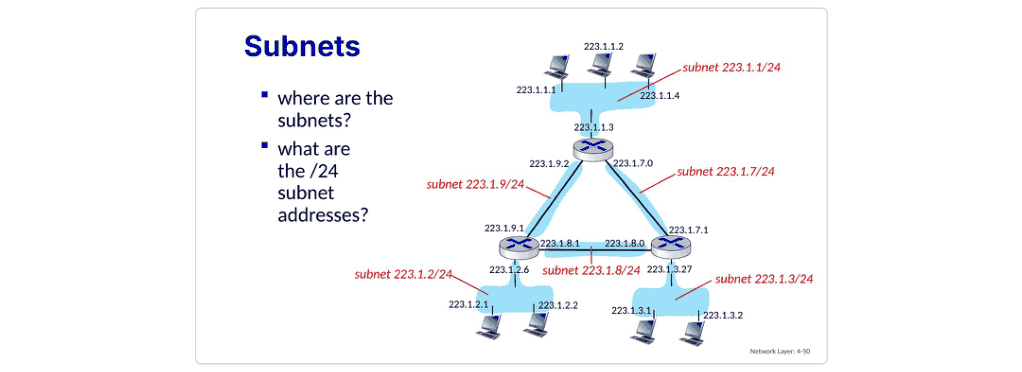 Subnets
▪ where are the
subnets?
▪ what are
the /24
subnet
addresses?
223.1.1.2
subnet 223.1.1/24
223.1.1.1
223.1.1.4
223.1.1.3
223.1.9.2
223.1.7.0
subnet 223.1.9/24
subnet 223.1.7/24
223.1.9.1
223.1.7.1
223.1.8.1
223.1.8.0
223.1.2.6
subnet 223.1.8/24
223.1.3.27
subnet 223.1.2/24
subnet 223.1.3/24
223.1.2.1
223.1.2.2
223.1.3.1
223.1.3.2
Network Layer: 4-50